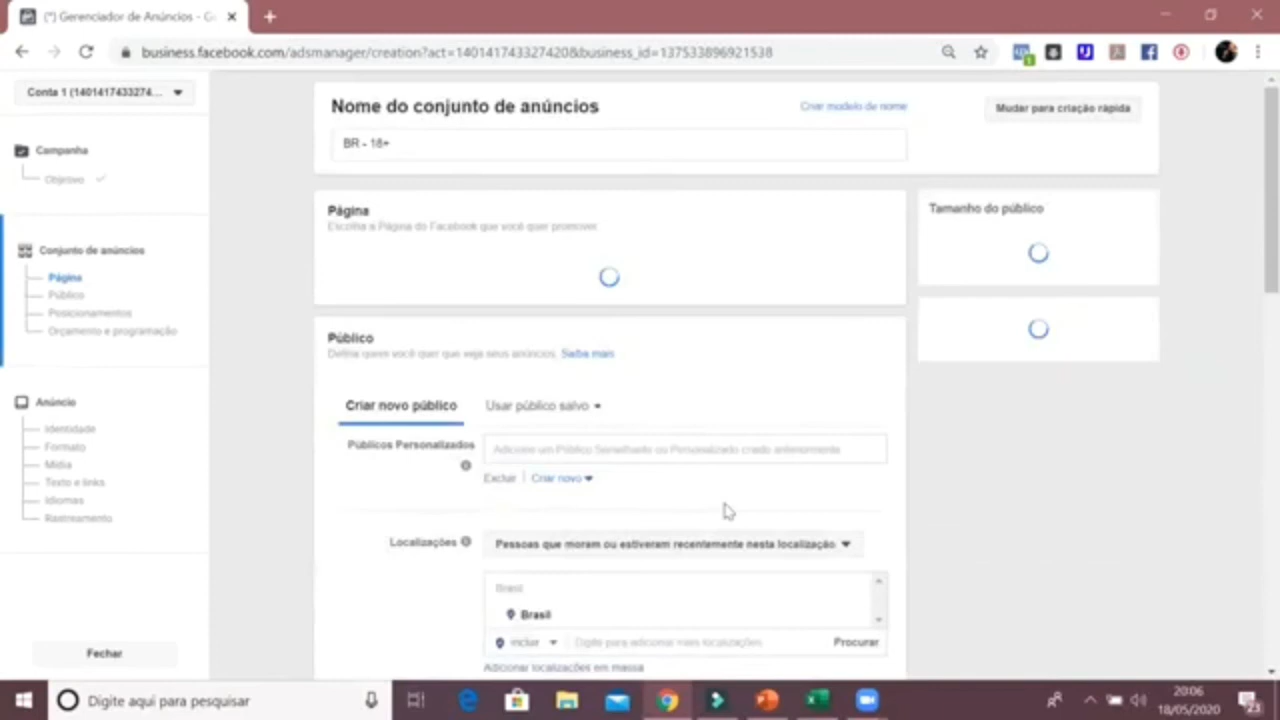 (*) Gerenciador de Anúncios - G
business.facebook.com/adsmanager/creation?act=140141743327420&business_id=137533896921538
Conta 1 (1401417433274...
Nome do conjunto de anúncios
Criar modelo de nome
Mudar para criação rápida
BR - 18+
Campanha
Objetivo
Página
Escolha a Página do Facebook que você quer promover.
Tamanho do público
Conjunto de anúncios
Página
Público
Posicionamentos
Orçamento e programação
Público
Defina quem você quer que veja seus anúncios. Saiba mais
Anúncio
Identidade
Formato
Mídia
Texto e links
Idiomas
Rastreamento
Criar novo público
Usar público salvo
Públicos Personalizados
Adicione um Público Semelhante ou Personalizado criado anteriormente
Excluir | Criar novo
Localizações
Pessoas que moram ou estiveram recentemente nesta localização
Brasil
Brasil
Incluir
Digite para adicionar mais localizações
Procurar
Adicionar localizações em massa
Fechar
Digite aqui para pesquisar
20:06
18/05/2020
23